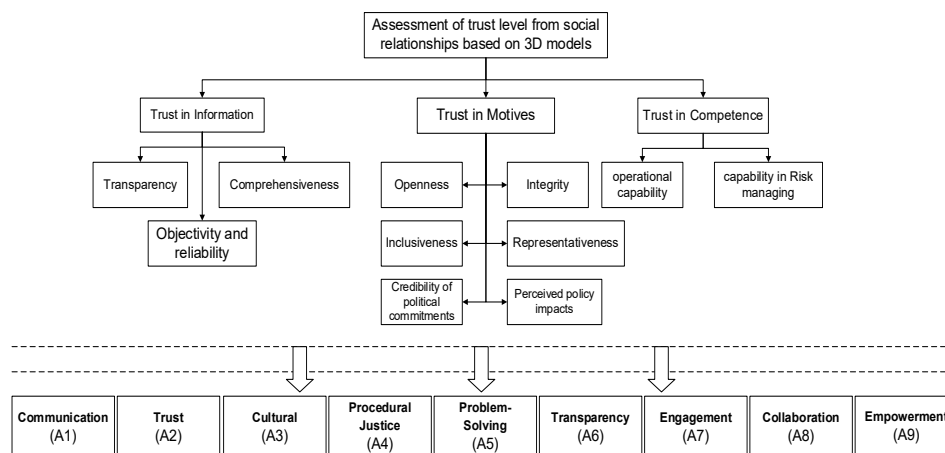 Assessment of trust level from social
relationships based on 3D models
Trust in Information
Trust in Motives
Trust in Competence
Transparency
Comprehensiveness
Objectivity and
reliability
Openness
Integrity
Inclusiveness
Representativeness
Credibility of
political
commitments
Perceived policy
impacts
operational
capability
capability in Risk
managing
Communication
(A1)
Trust
(A2)
Cultural
(A3)
Procedural
Justice
(A4)
Problem-
Solving
(A5)
Transparency
(A6)
Engagement
(A7)
Collaboration
(A8)
Empowerment
(A9)